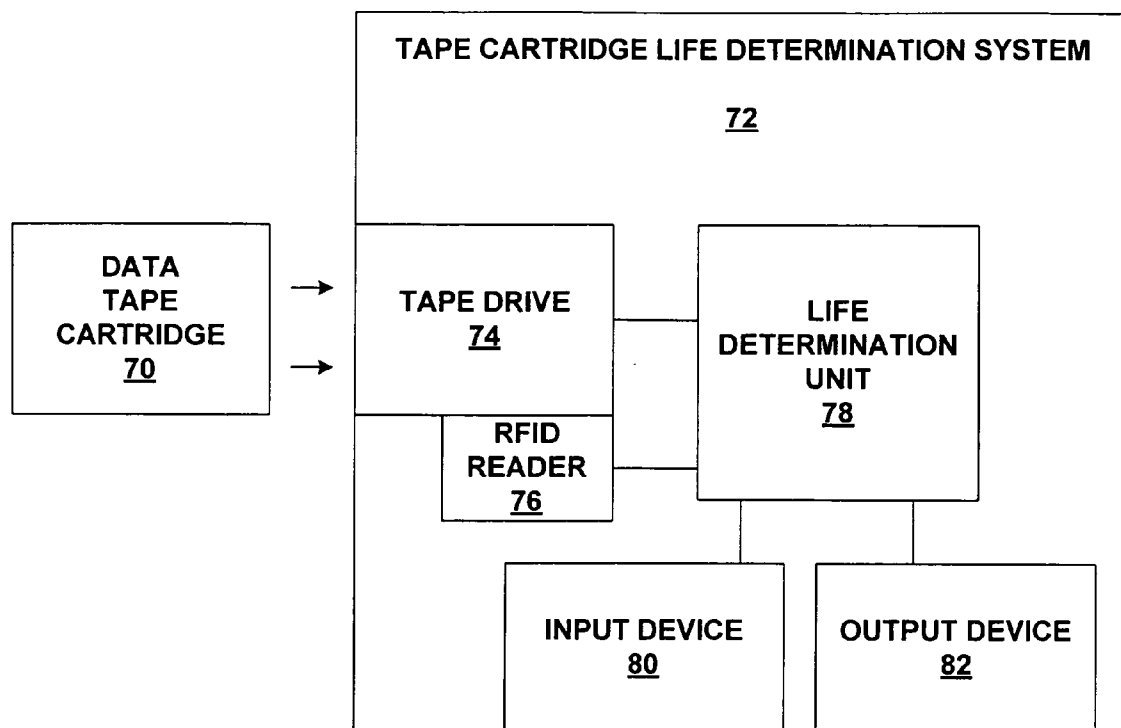 TAPE CARTRIDGE LIFE DETERMINATION SYSTEM
72
DATA
TAPE
CARTRIDGE
70
TAPE DRIVE
74
RFID
READER
76
LIFE
DETERMINATION
UNIT
78
INPUT DEVICE
80
OUTPUT DEVICE
82